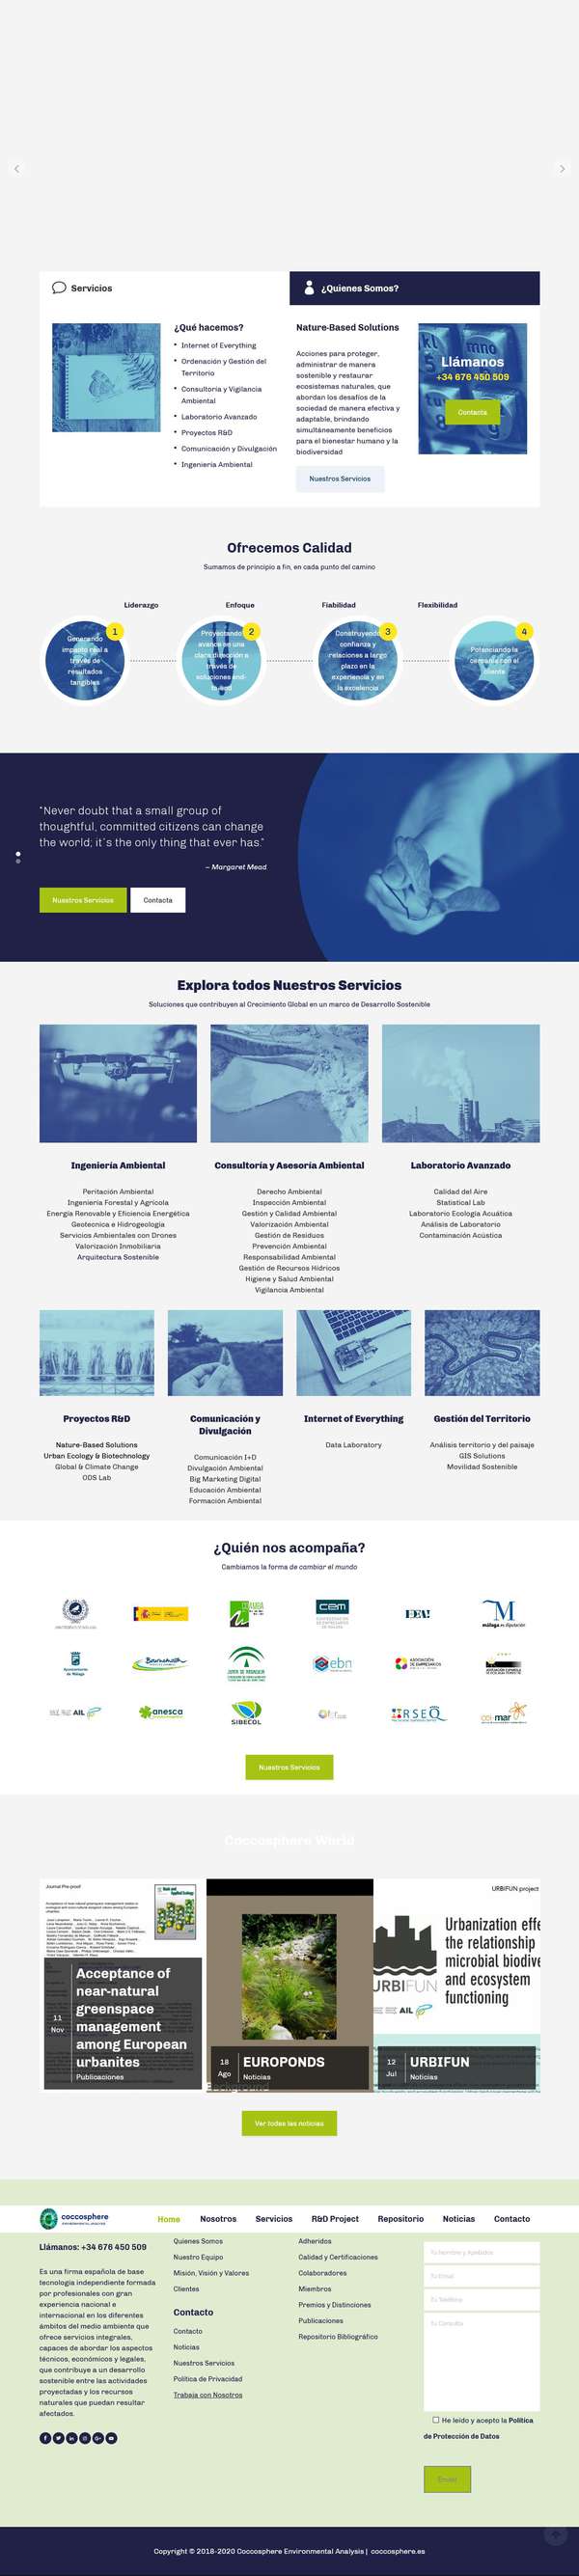 Servicios
¿Quienes Somos?
¿Qué hacemos?
Internet of Everything
Ordenación y Gestión del
Territorio
Consultoría y Vigilancia
Ambiental
Laboratorio Avanzado
Proyectos R&D
Comunicación y Divulgación
Ingeniería Ambiental
Nature-Based Solutions
Acciones para proteger,
administrar de manera
sostenible y restaurar
ecosistemas naturales, que
abordan los desafíos de la
sociedad de manera efectiva y
adaptable, brindando
simultáneamente beneficios
para el bienestar humano y la
biodiversidad
Nuestros Servicios
Llámanos
+34 676 450 509
Contacta
Ofrecemos Calidad
Sumamos de principio a fin, en cada punto del camino
Liderazgo
Enfoque
Fiabilidad
Flexibilidad
1
Generando
impacto real a
través de
resultados
tangibles
2
Proyectando
avance en una
clara dirección a
través de
soluciones end-
to-end
3
Construyendo
confianza y
relaciones a largo
plazo en la
experiencia y en
la excelencia
4
Potenciando la
cercanía con el
cliente
"Never doubt that a small group of
thoughtful, committed citizens can change
the world; it's the only thing that ever has."
– Margaret Mead
Nuestros Servicios
Contacta
Explora todos Nuestros Servicios
Soluciones que contribuyen al Crecimiento Global en un marco de Desarrollo Sostenible
Ingeniería Ambiental
Peritación Ambiental
Ingeniería Forestal y Agrícola
Energía Renovable y Eficiencia Energética
Geotecnica e Hidrogeología
Servicios Ambientales con Drones
Valorización Inmobiliaria
Arquitectura Sostenible
Consultoría y Asesoría Ambiental
Derecho Ambiental
Inspección Ambiental
Gestión y Calidad Ambiental
Valorización Ambiental
Gestión de Residuos
Prevención Ambiental
Responsabilidad Ambiental
Gestión de Recursos Hídricos
Higiene y Salud Ambiental
Vigilancia Ambiental
Laboratorio Avanzado
Calidad del Aire
Statistical Lab
Laboratorio Ecología Acuática
Análisis de Laboratorio
Contaminación Acústica
Proyectos R&D
Nature-Based Solutions
Urban Ecology & Biotechnology
Global & Climate Change
ODS Lab
Comunicación y
Divulgación
Comunicación I+D
Divulgación Ambiental
Big Marketing Digital
Educación Ambiental
Formación Ambiental
Internet of Everything
Data Laboratory
Gestión del Territorio
Análisis territorio y del paisaje
GIS Solutions
Movilidad Sostenible
¿Quién nos acompaña?
Cambiamos la forma de cambiar el mundo
cem
málaga.es diputación
Ayuntamiento
de Málaga
Bournemouth
JUNTA DE ANDALUCIA
ebn
ASOCIACIÓN
DE EMPRESARIOS
AIL
anesca
SIBECOL
RSEQ
mar
Nuestros Servicios
Coccosphere World
Journal Pre-proof
Acceptance of
near-natural
greenspace
management
among European
urbanites
11
Nov
Publicaciones
18
Ago
EUROPONDS
Noticias
Background
URBIFUN project
Urbanization effe
the relationship
microbial biodive
and ecosystem
functioning
URBIFUN
AIL
12
Jul
URBIFUN
Noticias
Ver todas las noticias
coccosphere
ENVIRONMENTAL ANALYSIS
Home
Nosotros
Servicios
R&D Project
Repositorio
Noticias
Contacto
Llámanos: +34 676 450 509
Es una firma española de base
tecnología independiente formada
por profesionales con gran
experiencia nacional e
internacional en los diferentes
ámbitos del medio ambiente que
ofrece servicios integrales,
capaces de abordar los aspectos
técnicos, económicos y legales,
que contribuye a un desarrollo
sostenible entre las actividades
proyectadas y los recursos
naturales que puedan resultar
afectados.
Quienes Somos
Nuestro Equipo
Misión, Visión y Valores
Clientes
Contacto
Contacto
Noticias
Nuestros Servicios
Política de Privacidad
Trabaja con Nosotros
Adheridos
Calidad y Certificaciones
Colaboradores
Miembros
Premios y Distinciones
Publicaciones
Repositorio Bibliográfico
Tu Nombre y Apellidos
Tu Email
Tu Teléfono
Tu Consulta
He leído y acepto la Política
de Protección de Datos
Enviar
Copyright © 2018-2020 Coccosphere Environmental Analysis | coccosphere.es